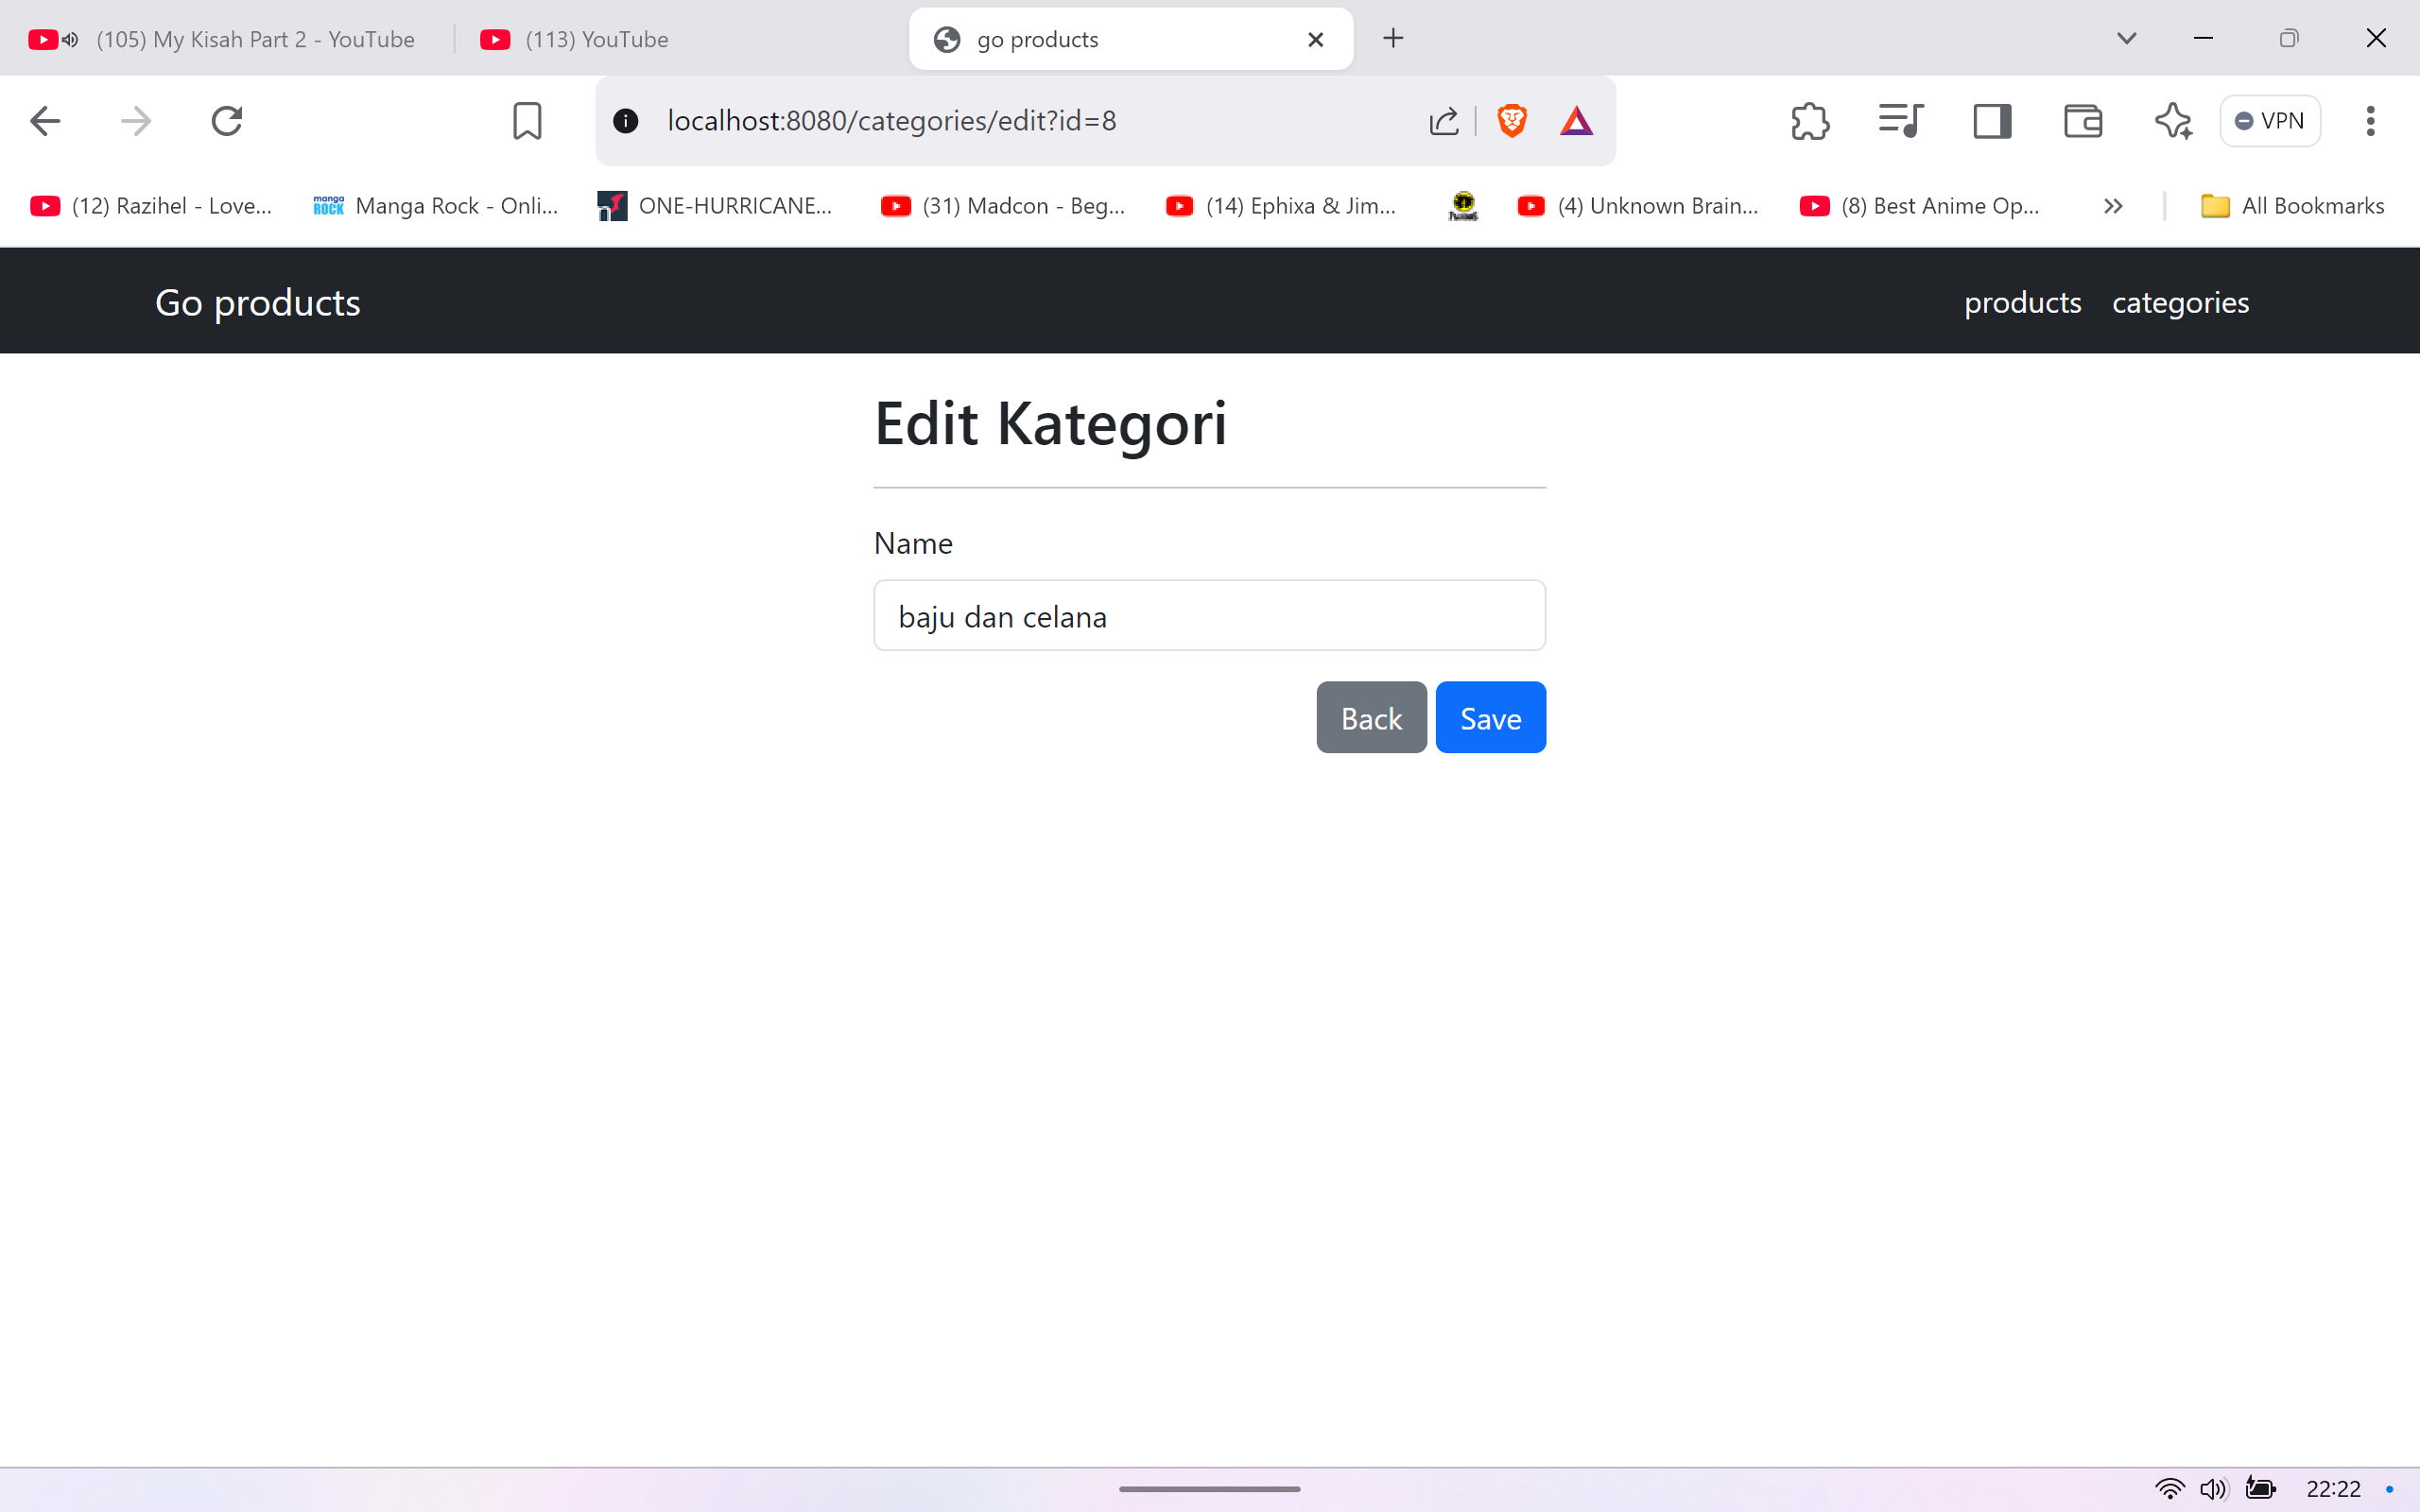 (105) My Kisah Part 2 - YouTube
(113) YouTube
go products
localhost:8080/categories/edit?id=8
VPN
(12) Razihel - Love...
manga ROCK
Manga Rock - Onli...
ONE-HURRICANE...
(31) Madcon - Beg...
(14) Ephixa & Jim...
(4) Unknown Brain...
(8) Best Anime Op...
All Bookmarks
Go products
products
categories
Edit Kategori
Name
baju dan celana
Back
Save
22:22